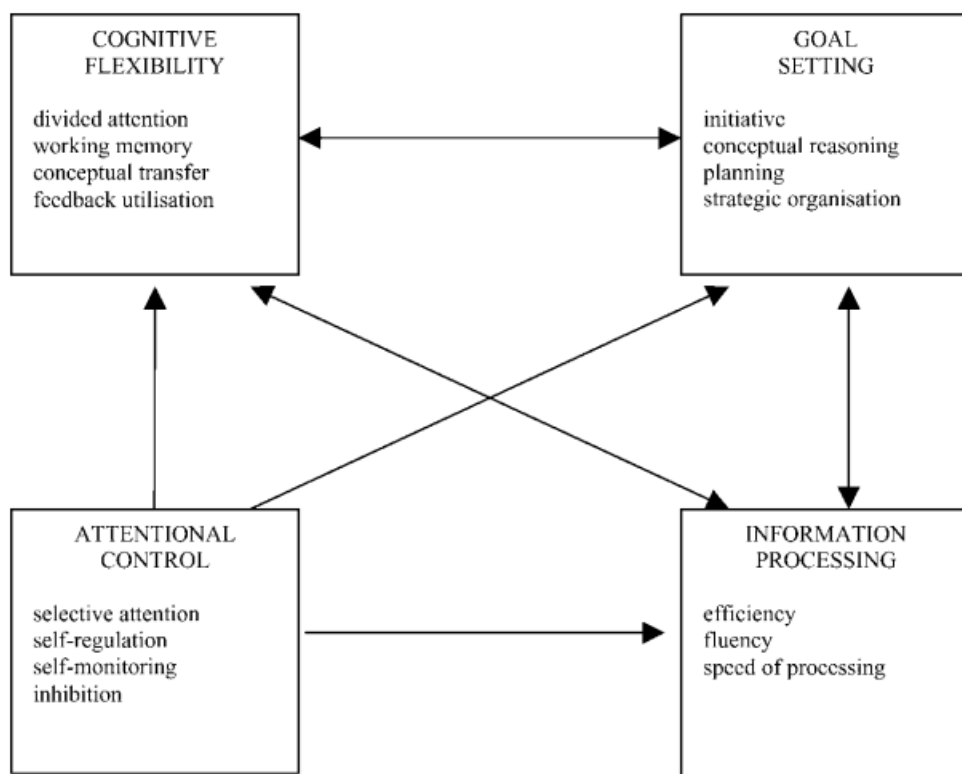 COGNITIVE
FLEXIBILITY
divided attention
working memory
conceptual transfer
feedback utilisation
GOAL
SETTING
initiative
conceptual reasoning
planning
strategic organisation
ATTENTIONAL
CONTROL
selective attention
self-regulation
self-monitoring
inhibition
INFORMATION
PROCESSING
efficiency
fluency
speed of processing